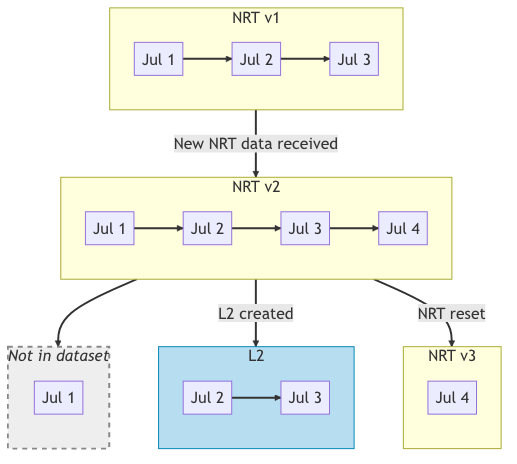 NRT v1
Jul 1
Jul 2
Jul 3
New NRT data received
NRT v2
Jul 1
Jul 2
Jul 3
Jul 4
L2 created
NRT reset
Not in dataset
Jul 1
L2
Jul 2
Jul 3
NRT v3
Jul 4